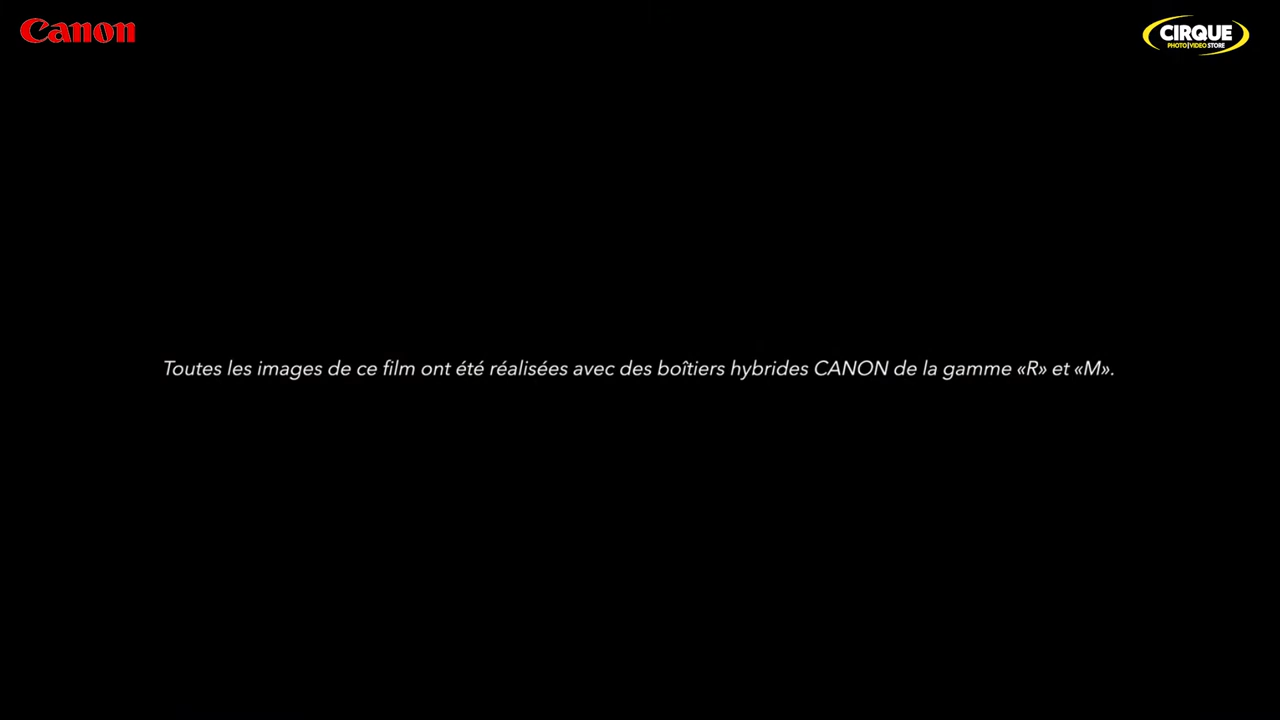 Canon
CIRQUE
PHOTO|VIDEO STORE
Toutes les images de ce film ont été réalisées avec des boîtiers hybrides CANON de la gamme «R» et «M».